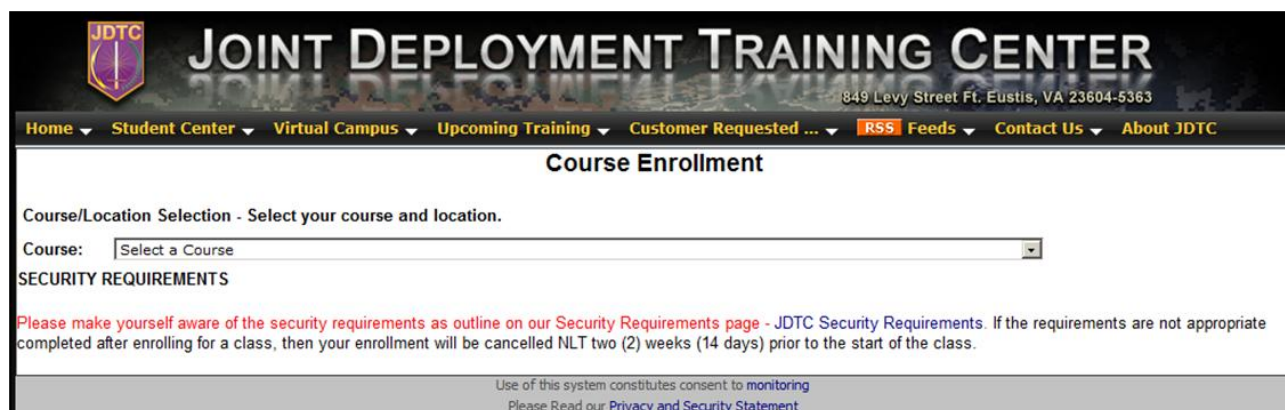 JDTC
JOINT DEPLOYMENT TRAINING CENTER
849 Levy Street Ft. Eustis, VA 23604-5363
Home Student Center Virtual Campus Upcoming Training Customer Requested ... RSS Feeds Contact Us About JDTC
Course Enrollment
Course/Location Selection - Select your course and location.
Course: Select a Course
SECURITY REQUIREMENTS
Please make yourself aware of the security requirements as outline on our Security Requirements page - JDTC Security Requirements. If the requirements are not appropriate
completed after enrolling for a class, then your enrollment will be cancelled NLT two (2) weeks (14 days) prior to the start of the class.
Use of this system constitutes consent to monitoring
Please Read our Privacy and Security Statement